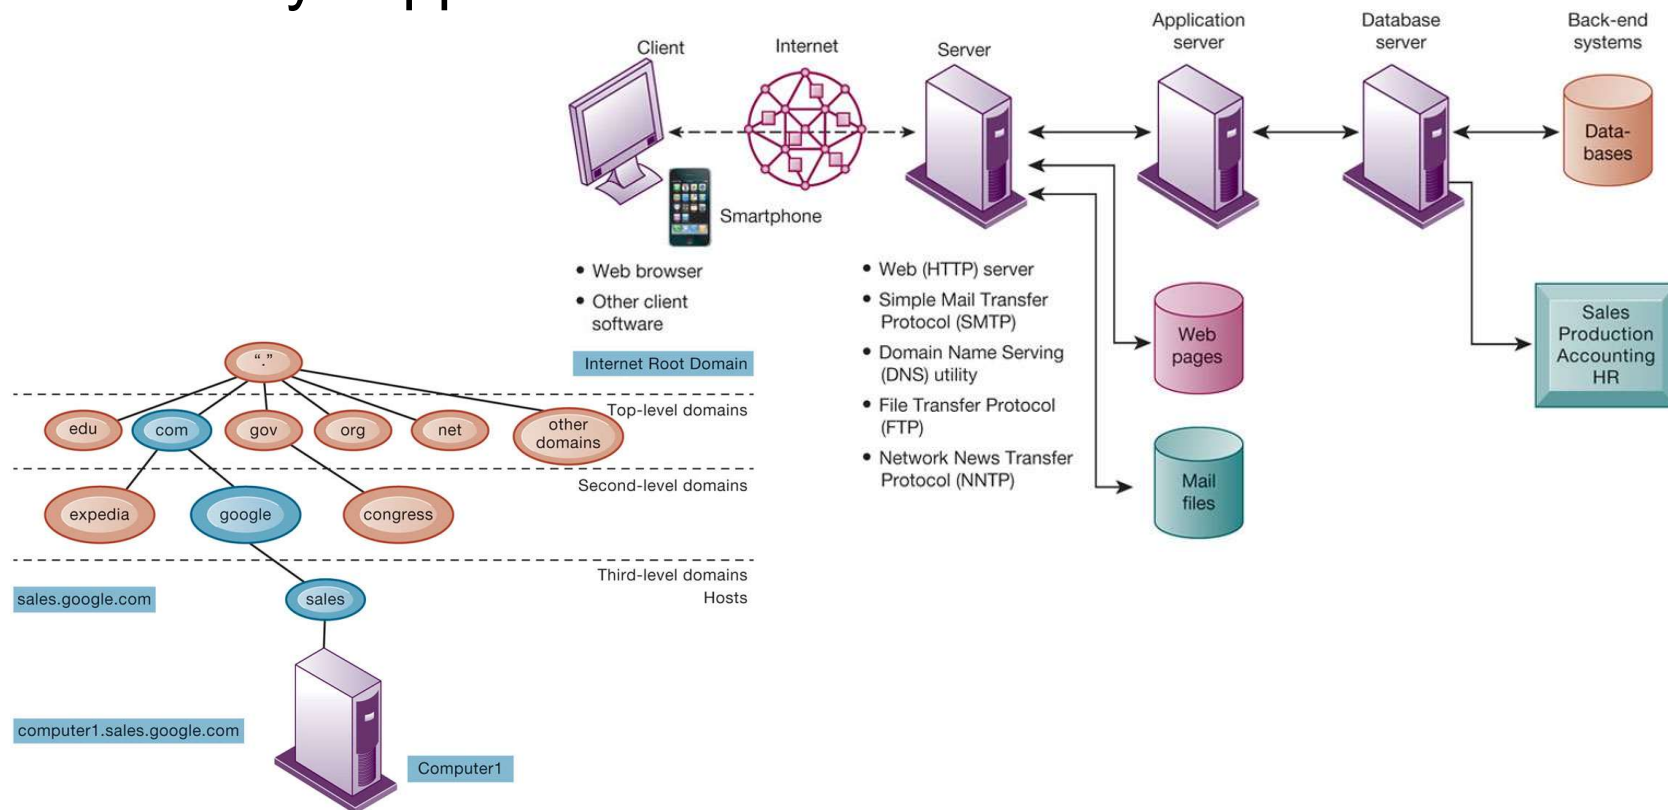 Client
Internet
Server
Application
server
Database
server
Back-end
systems
Data-
bases
Smartphone
• Web browser
• Other client
software
• Web (HTTP) server
• Simple Mail Transfer
Protocol (SMTP)
• Domain Name Serving
(DNS) utility
• File Transfer Protocol
(FTP)
• Network News Transfer
Protocol (NNTP)
Web
pages
Mail
files
Sales
Production
Accounting
HR
Internet Root Domain
“.”
Top-level domains
edu
com
gov
org
net
other
domains
Second-level domains
expedia
google
congress
Third-level domains
Hosts
sales.google.com
sales
computer1.sales.google.com
Computer1